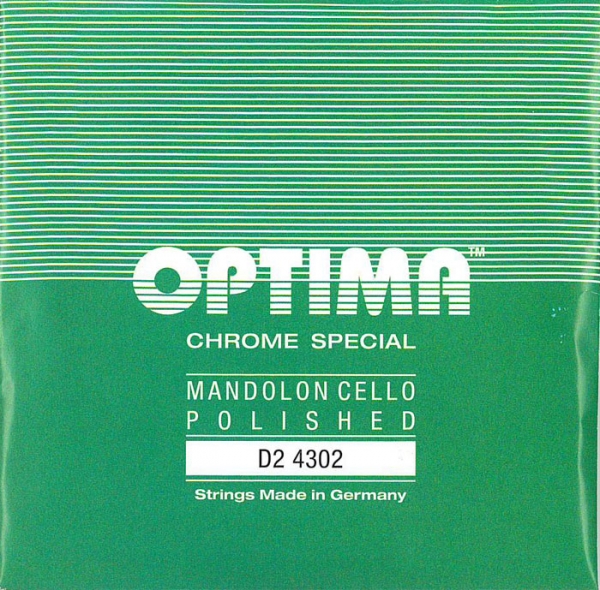 OPTIMA™
CHROME SPECIAL
MANDOLON CELLO
POLISHED
D2 4302
Strings Made in Germany